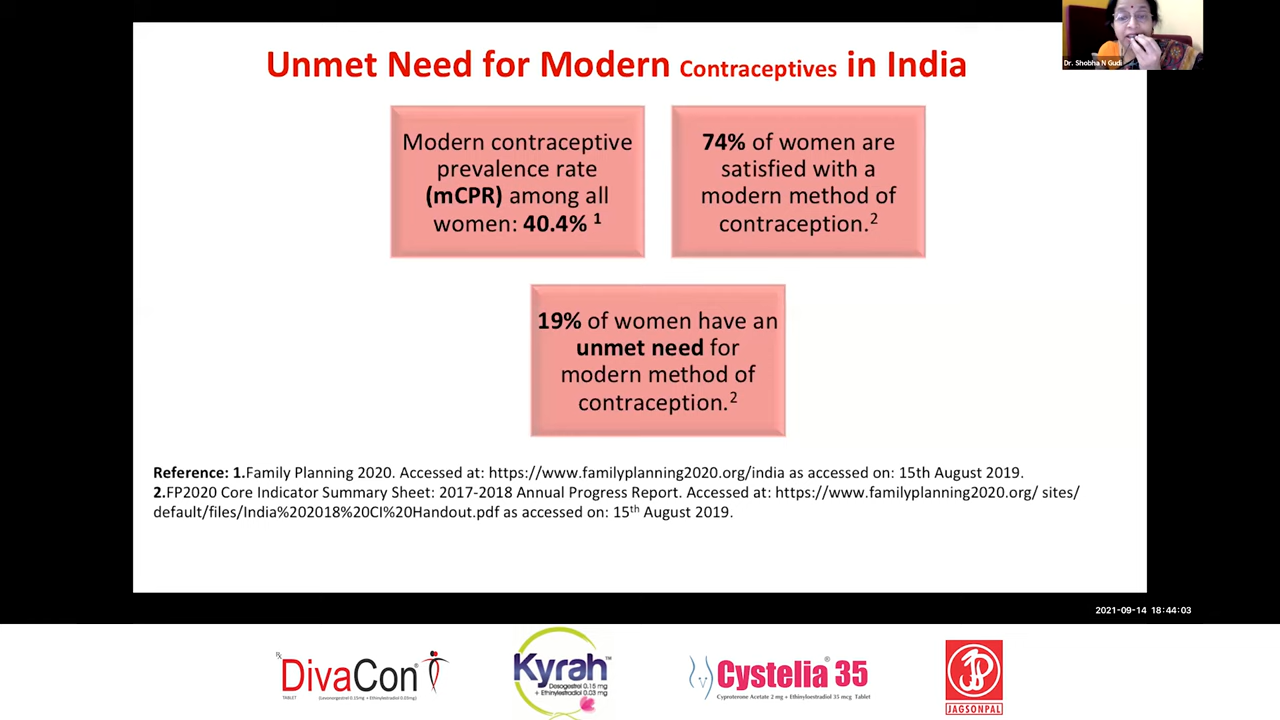 Unmet Need for Modern Contraceptives in India
Dr. Shobha N Gudi
Modern contraceptive
prevalence rate
(mCPR) among all
women: 40.4% 1
74% of women are
satisfied with a
modern method of
contraception.2
19% of women have an
unmet need for
modern method of
contraception.2
Reference: 1.Family Planning 2020. Accessed at: https://www.familyplanning2020.org/india as accessed on: 15th August 2019.
2.FP2020 Core Indicator Summary Sheet: 2017-2018 Annual Progress Report. Accessed at: https://www.familyplanning2020.org/ sites/
default/files/India%202018%20CI%20Handout.pdf as accessed on: 15th August 2019.
2021-09-14 18:44:03
Rx
DivaCon®
TABLET
(Levonorgestrel 0.15mg + Ethinylestradiol 0.03mg)
Kyrah™
Desogestrel 0.15 mg
+ Ethinylestradiol 0.03 mg
Cystelia® 35
Cyproterone Acetate 2 mg + Ethinyloestradiol 35 mcg Tablet
JAGSONPAL